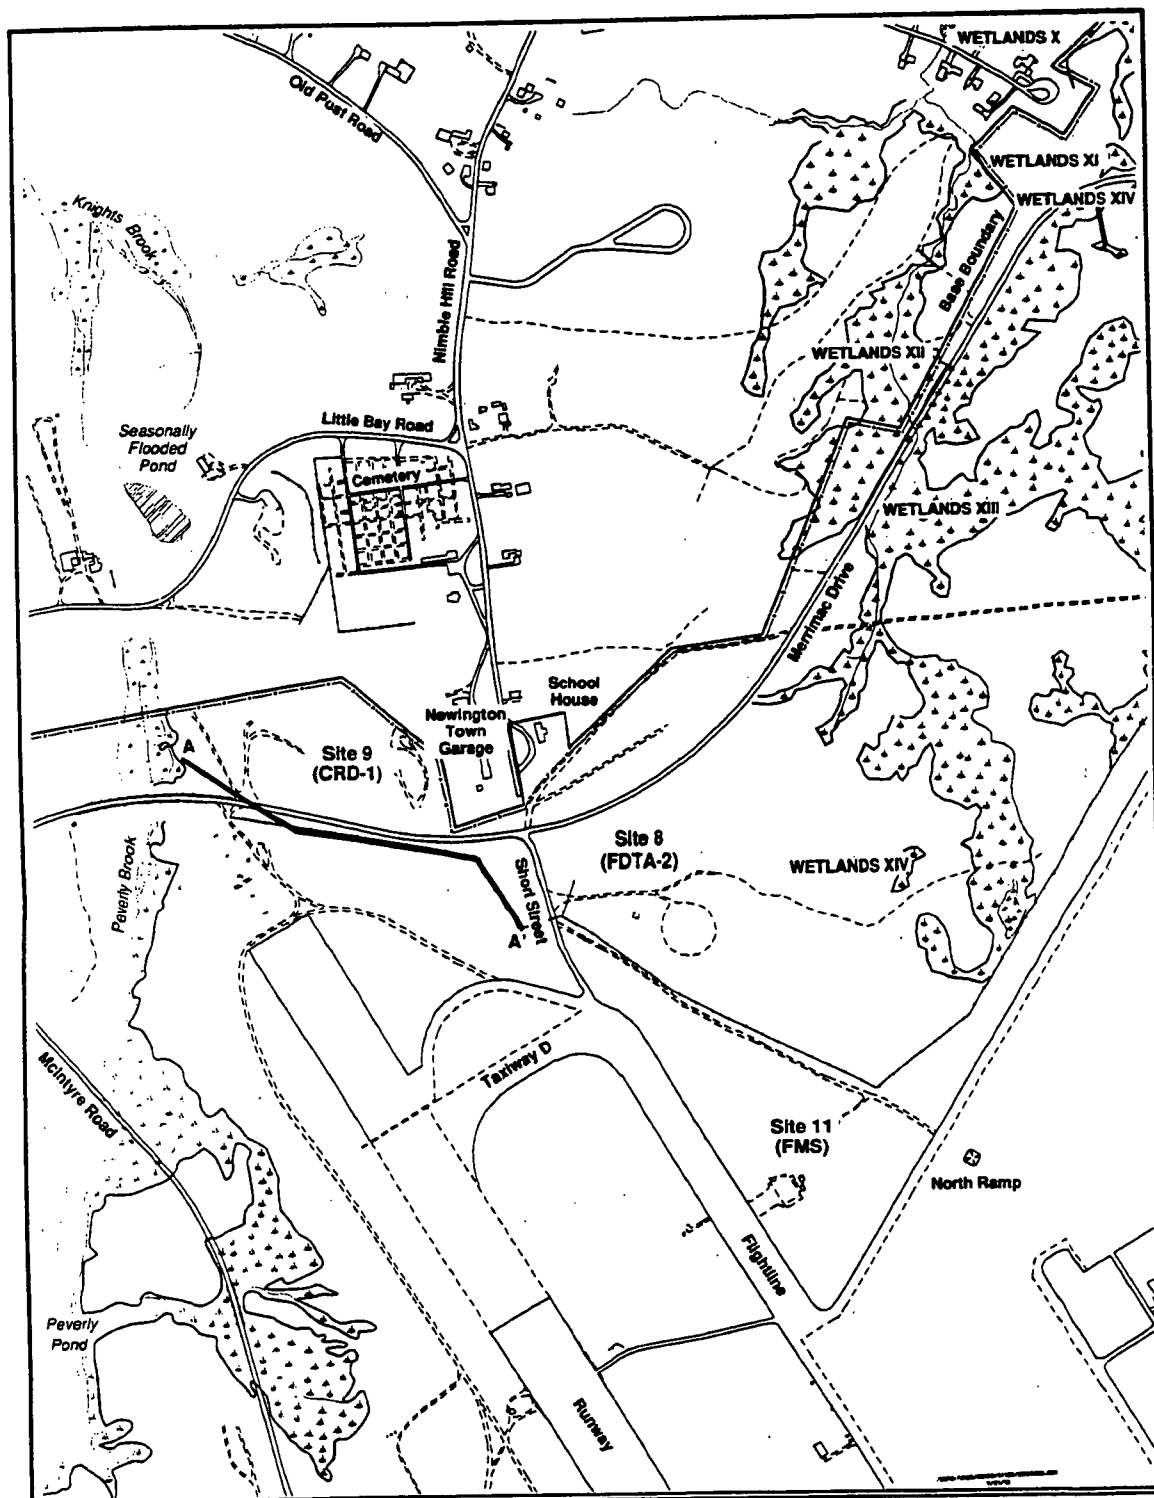 WETLANDS X
Old Post Road
WETLANDS XI
WETLANDS XIV
Knights Brook
Base Boundary
Nimble Hill Road
WETLANDS XII
Little Bay Road
Seasonally
Flooded
Pond
Cemetery
WETLANDS XIII
Merrimac Drive
School
House
Newington
Town
Garage
A
Site 9
(CRD-1)
Site 8
(FDTA-2)
WETLANDS XIV
Short Street
Peverly Brook
A'
Taxiway D
McIntyre Road
Site 11
(FMS)
North Ramp
Flightline
Peverly
Pond
Runway